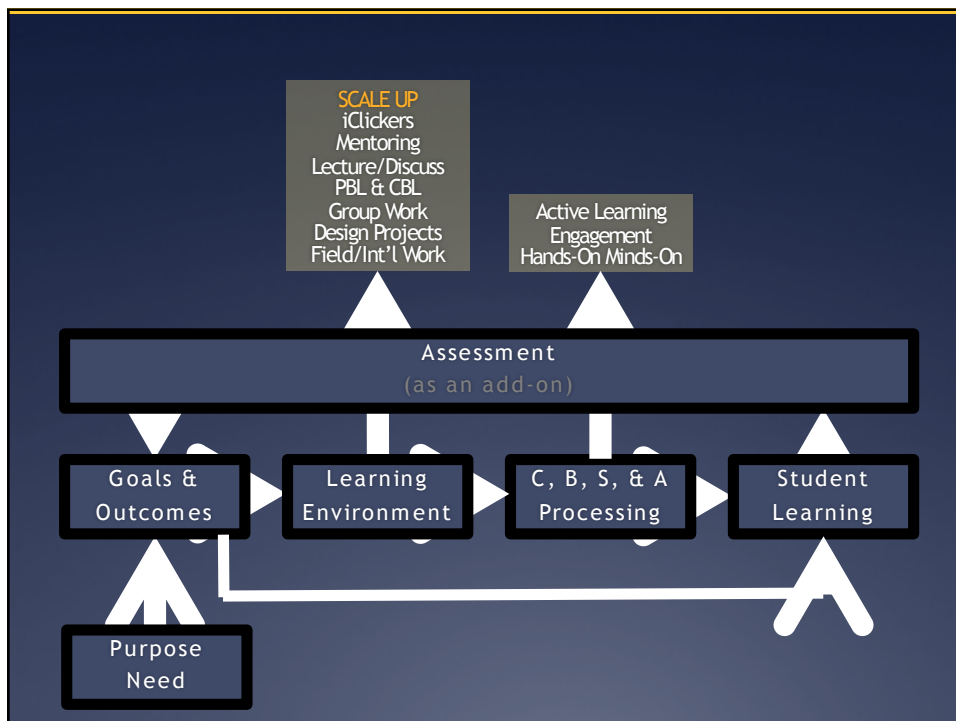 SCALE UP
iClickers
Mentoring
Lecture/Discuss
PBL & CBL
Group Work
Design Projects
Field/Int’l Work
Active Learning
Engagement
Hands-On Minds-On
Assessment
(as an add-on)
Goals &
Outcomes
Learning
Environment
C, B, S, & A
Processing
Student
Learning
Purpose
Need